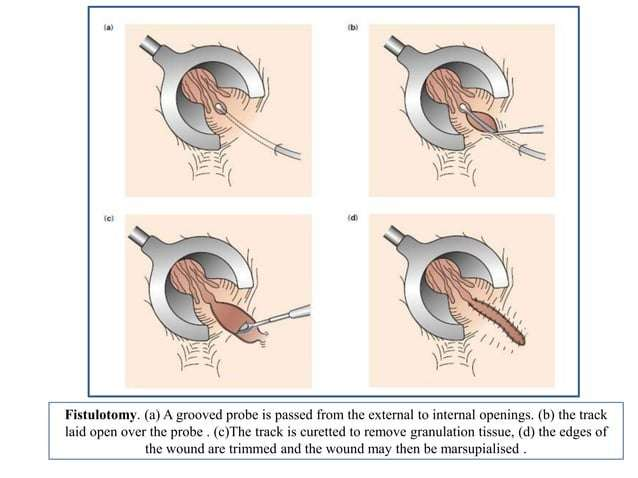 (a)
(b)
(c)
(d)
Fistulotomy. (a) A grooved probe is passed from the external to internal openings. (b) the track
laid open over the probe . (c)The track is curetted to remove granulation tissue, (d) the edges of
the wound are trimmed and the wound may then be marsupialised .